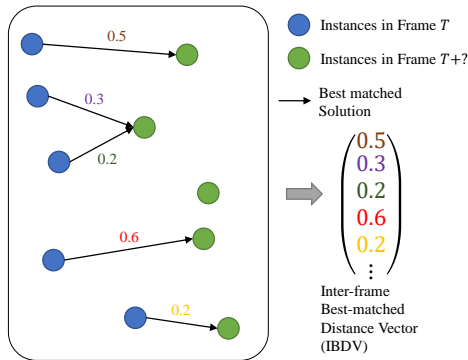 0.5
0.3
0.2
0.6
0.2
Instances in Frame T
Instances in Frame T+?
Best matched
Solution
0.5
0.3
0.2
0.6
0.2
⋮
Inter-frame
Best-matched
Distance Vector
(IBDV)